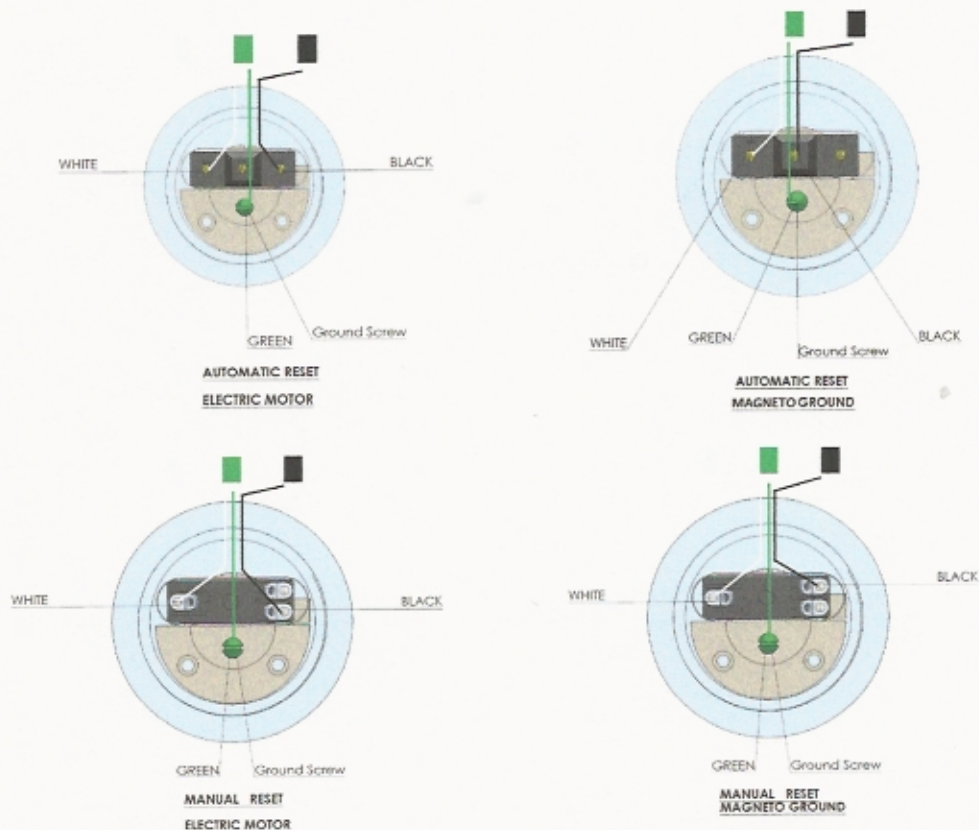 WHITE
BLACK
GREEN
Ground Screw
AUTOMATIC RESET
ELECTRIC MOTOR
WHITE
GREEN
Ground Screw
BLACK
AUTOMATIC RESET
MAGNETO GROUND
WHITE
BLACK
GREEN
Ground Screw
MANUAL RESET
ELECTRIC MOTOR
WHITE
BLACK
GREEN
Ground Screw
MANUAL RESET
MAGNETO GROUND